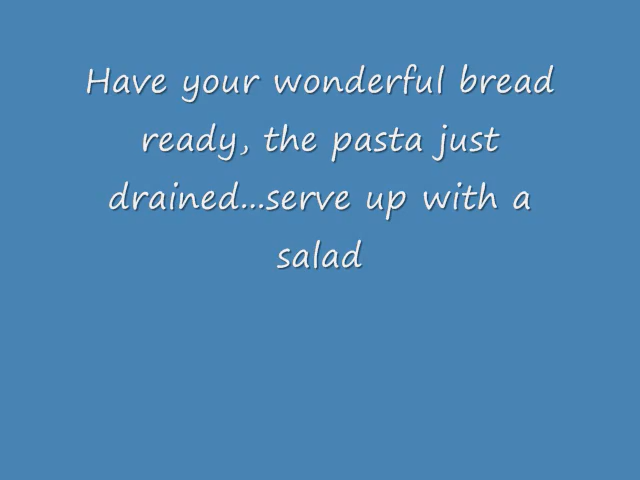 Have your wonderful bread
ready, the pasta just
drained...serve up with a
salad